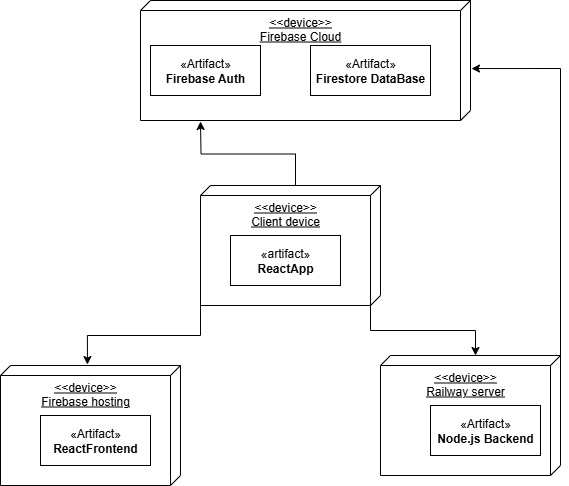 <<device>>
Firebase Cloud
«Artifact»
Firebase Auth
«Artifact»
Firestore DataBase
<<device>>
Client device
«artifact»
ReactApp
<<device>>
Firebase hosting
«Artifact»
ReactFrontend
<<device>>
Railway server
«Artifact»
Node.js Backend